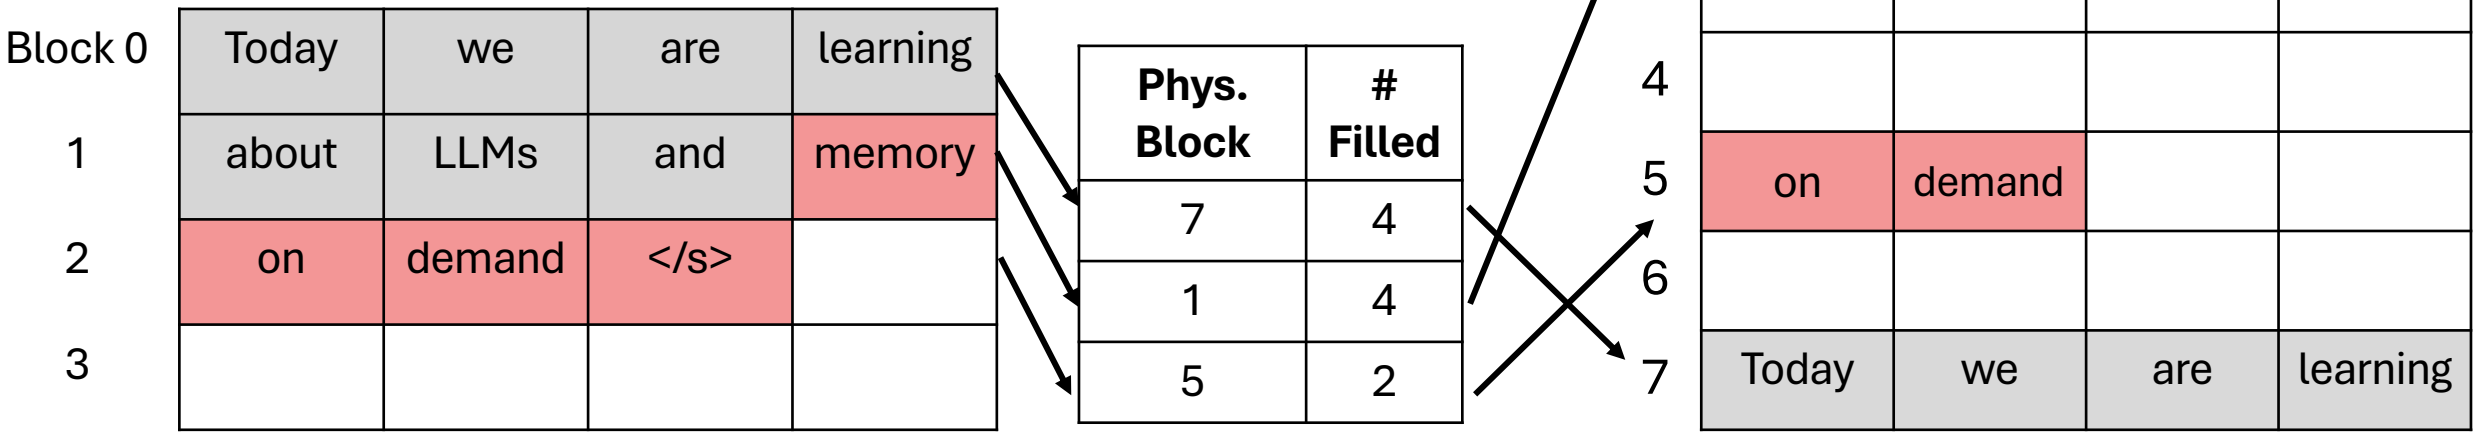 Block 0 Today we are learning
1 about LLMs and memory
2 on demand </s>
3
Phys. Block # Filled
7 4
1 4
5 2
4
5 on demand
6
7 Today we are learning